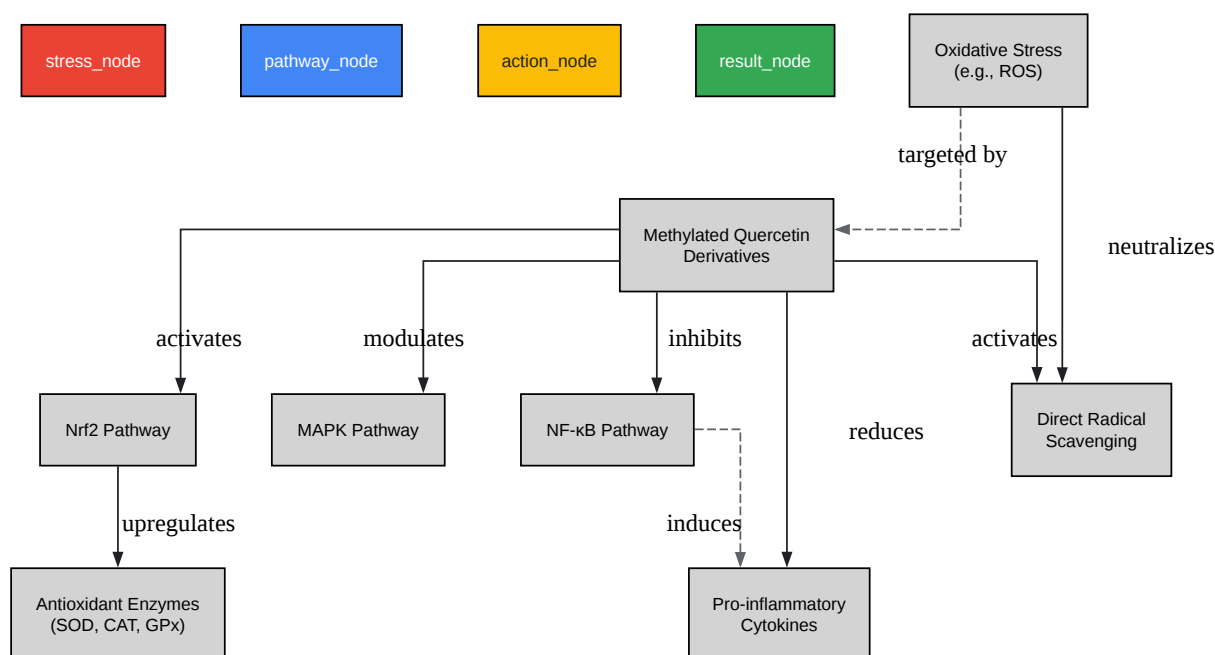 stress_node
pathway_node
action_node
result_node
Oxidative Stress
(e.g., ROS)
targeted by
Methylated Quercetin
Derivatives
neutralizes
activates
modulates
inhibits
activates
Nrf2 Pathway
MAPK Pathway
NF-κB Pathway
reduces
Direct Radical
Scavenging
upregulates
induces
Antioxidant Enzymes
(SOD, CAT, GPx)
Pro-inflammatory
Cytokines